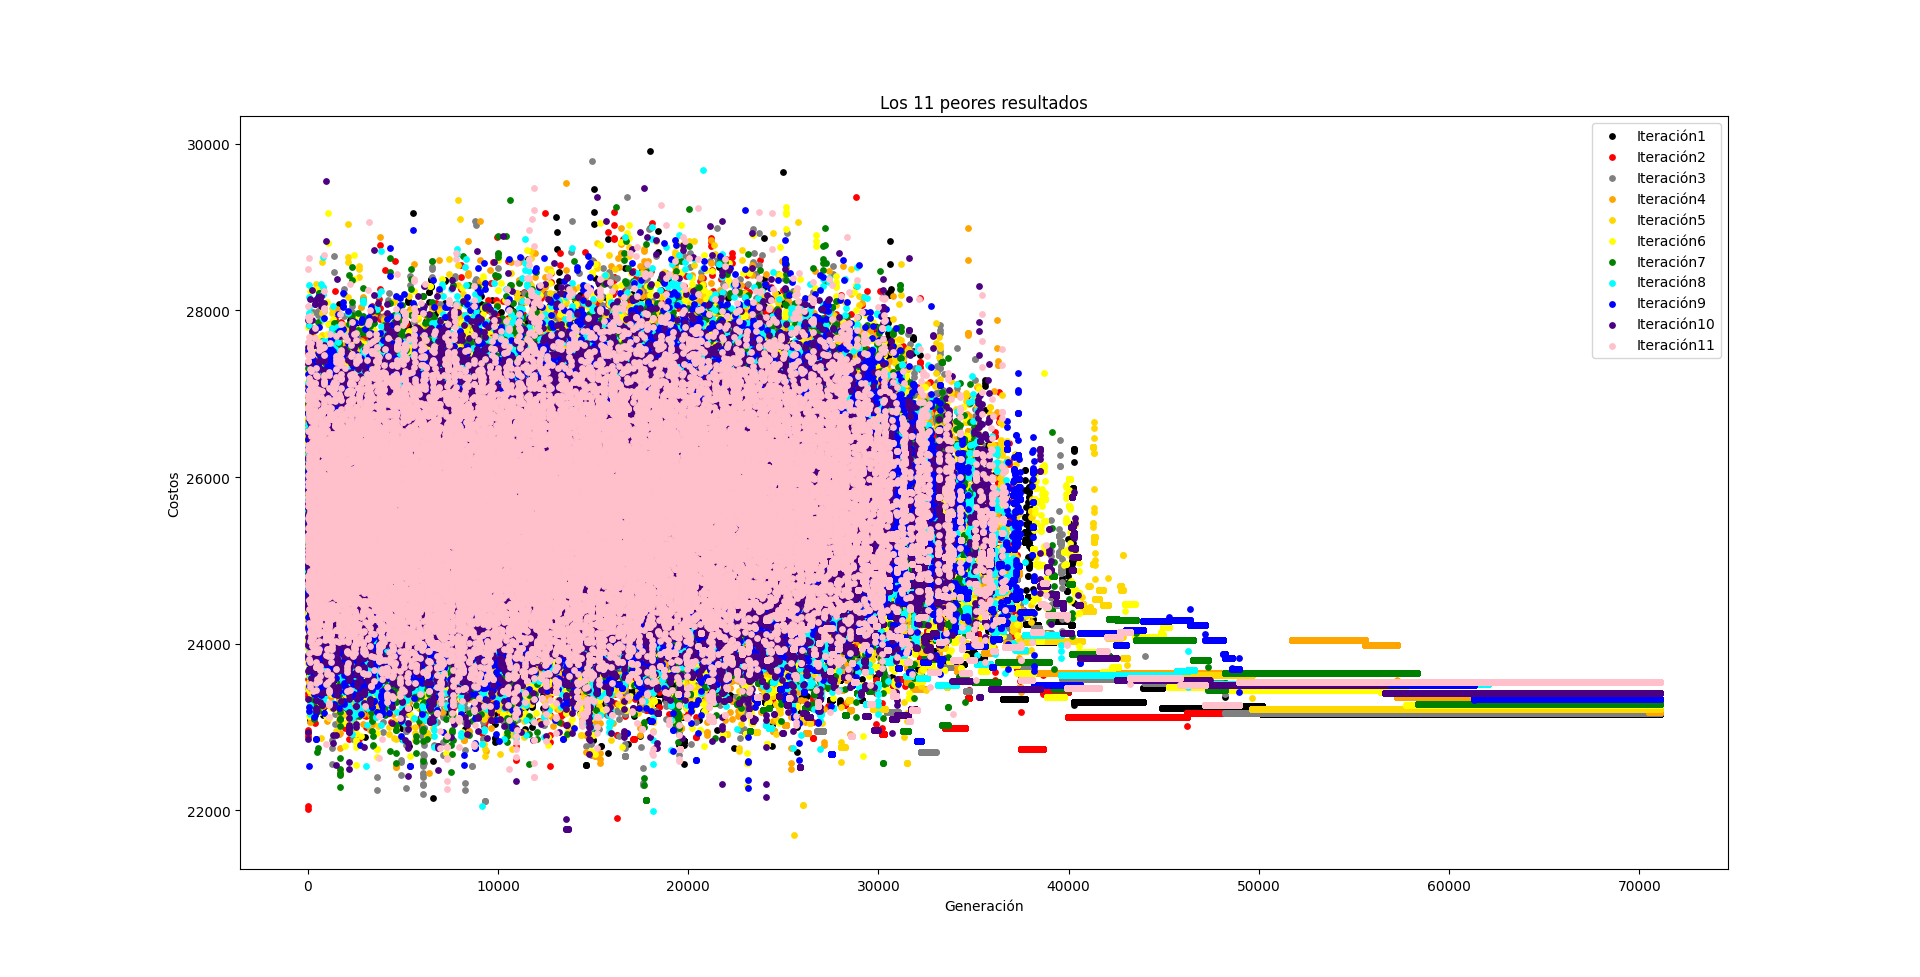 Los 11 peores resultados
Costos
30000
28000
26000
24000
22000
0
10000
20000
30000
40000
50000
60000
70000
Generación
Iteración1
Iteración2
Iteración3
Iteración4
Iteración5
Iteración6
Iteración7
Iteración8
Iteración9
Iteración10
Iteración11